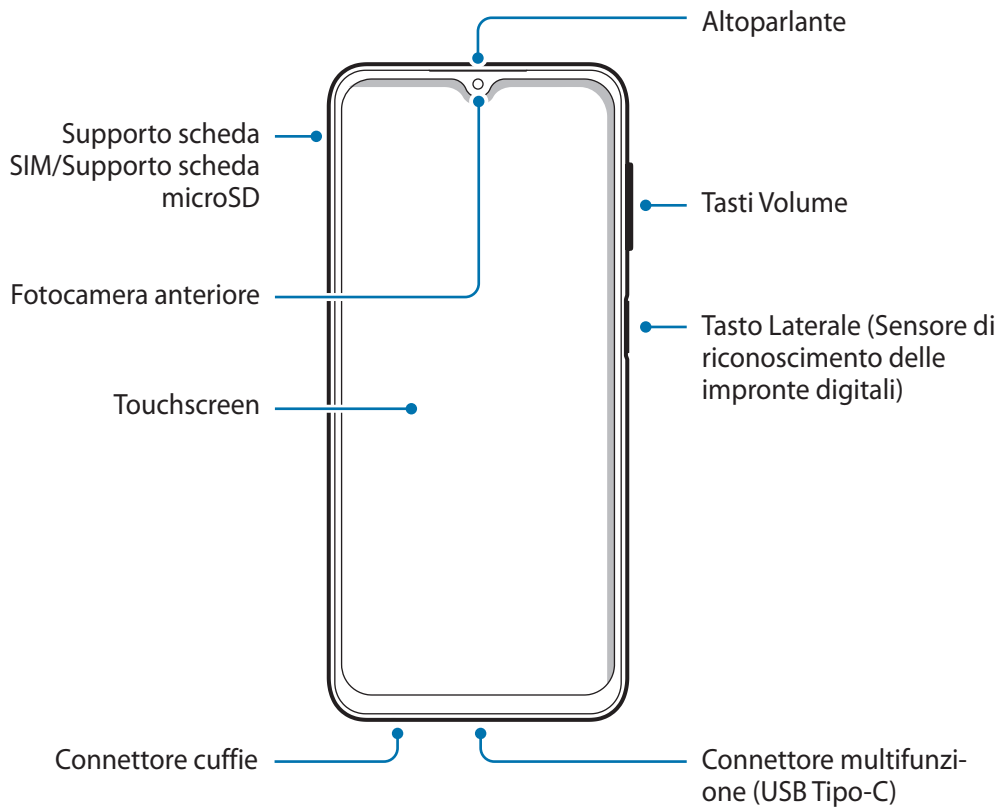 Altoparlante
Supporto scheda
SIM/Supporto scheda
microSD
Tasti Volume
Fotocamera anteriore
Tasto Laterale (Sensore di
riconoscimento delle
impronte digitali)
Touchscreen
Connettore cuffie
Connettore multifunzi-
one (USB Tipo-C)